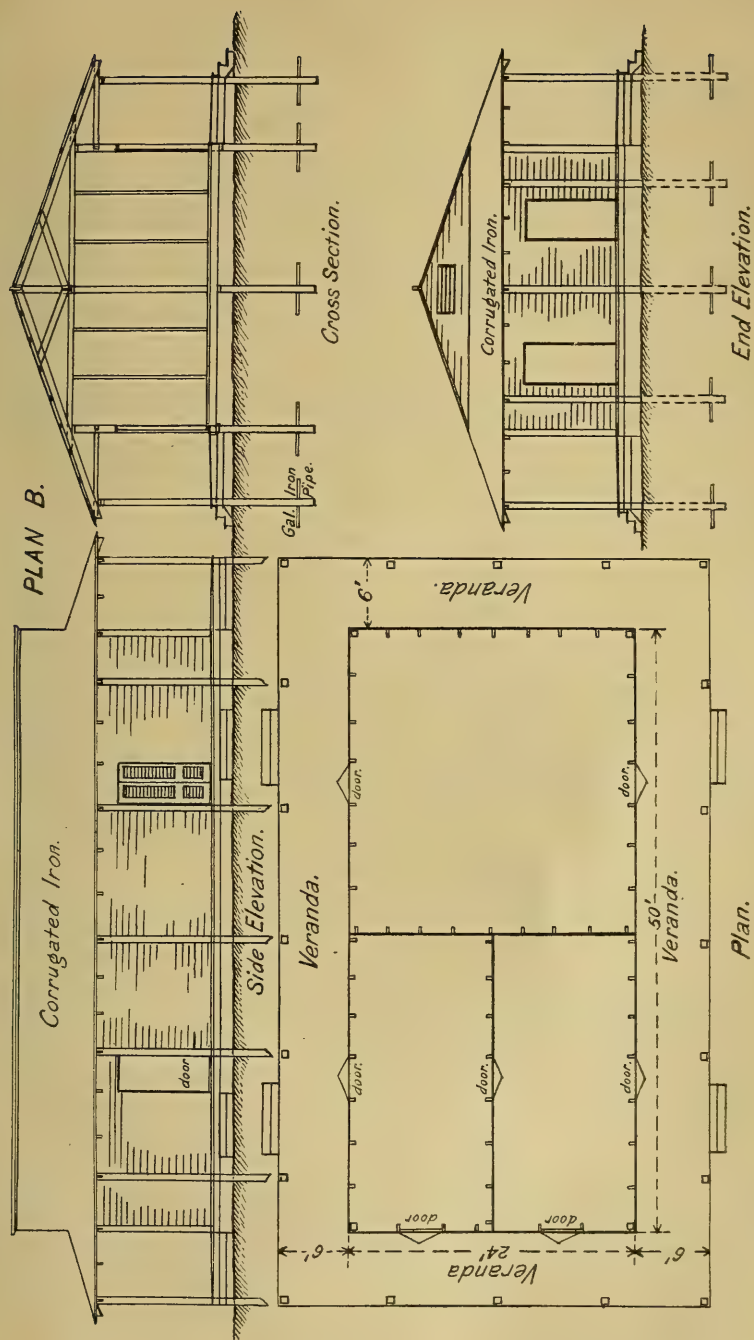 PLAN B.
Corrugated Iron.
door
Side Elevation.
Gal. Iron
Pipe.
Cross Section.
Corrugated Iron.
End Elevation.
Veranda.
Veranda.
6'
door.
door.
door.
door.
door.
door
door
6'
24'
6'
Veranda
50'
Veranda.
Plan.